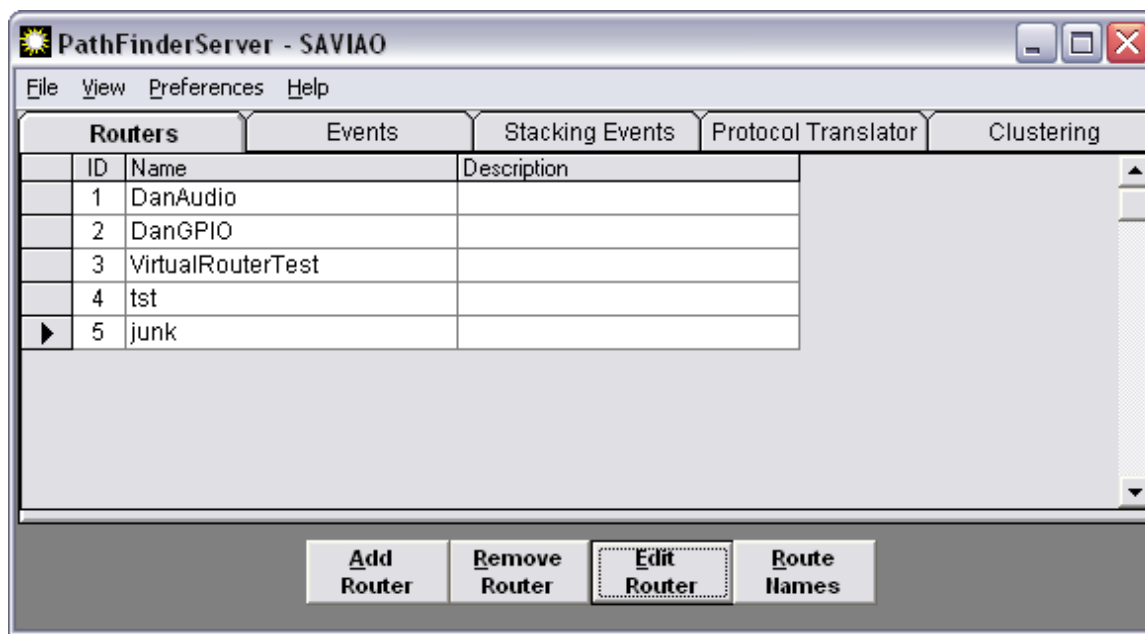 PathFinderServer - SAVIAO
File View Preferences Help
Routers Events Stacking Events Protocol Translator Clustering
ID Name Description
1 DanAudio
2 DanGPIO
3 VirtualRouterTest
4 tst
5 junk
Add Remove Edit Route
Router Router Router Names